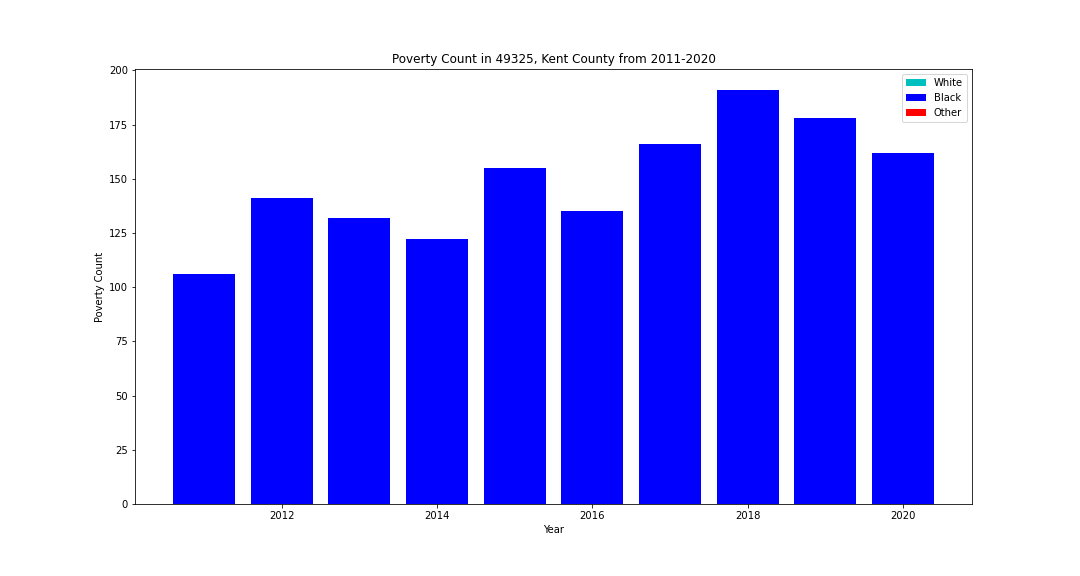 Poverty Count in 49325, Kent County from 2011-2020
White
Black
Other
200
175
150
125
100
75
50
25
0
Poverty Count
2012 2014 2016 2018 2020
Year